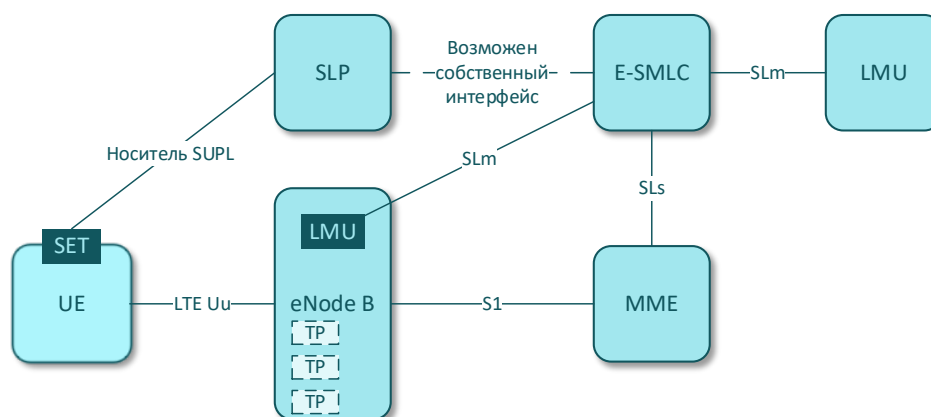 Возможен
собственный
интерфейс
SLP
E-SMLC
SLm
LMU
Носитель SUPL
SLm
SLs
LMU
SET
UE
LTE Uu
eNode B
S1
MME
TP
TP
TP